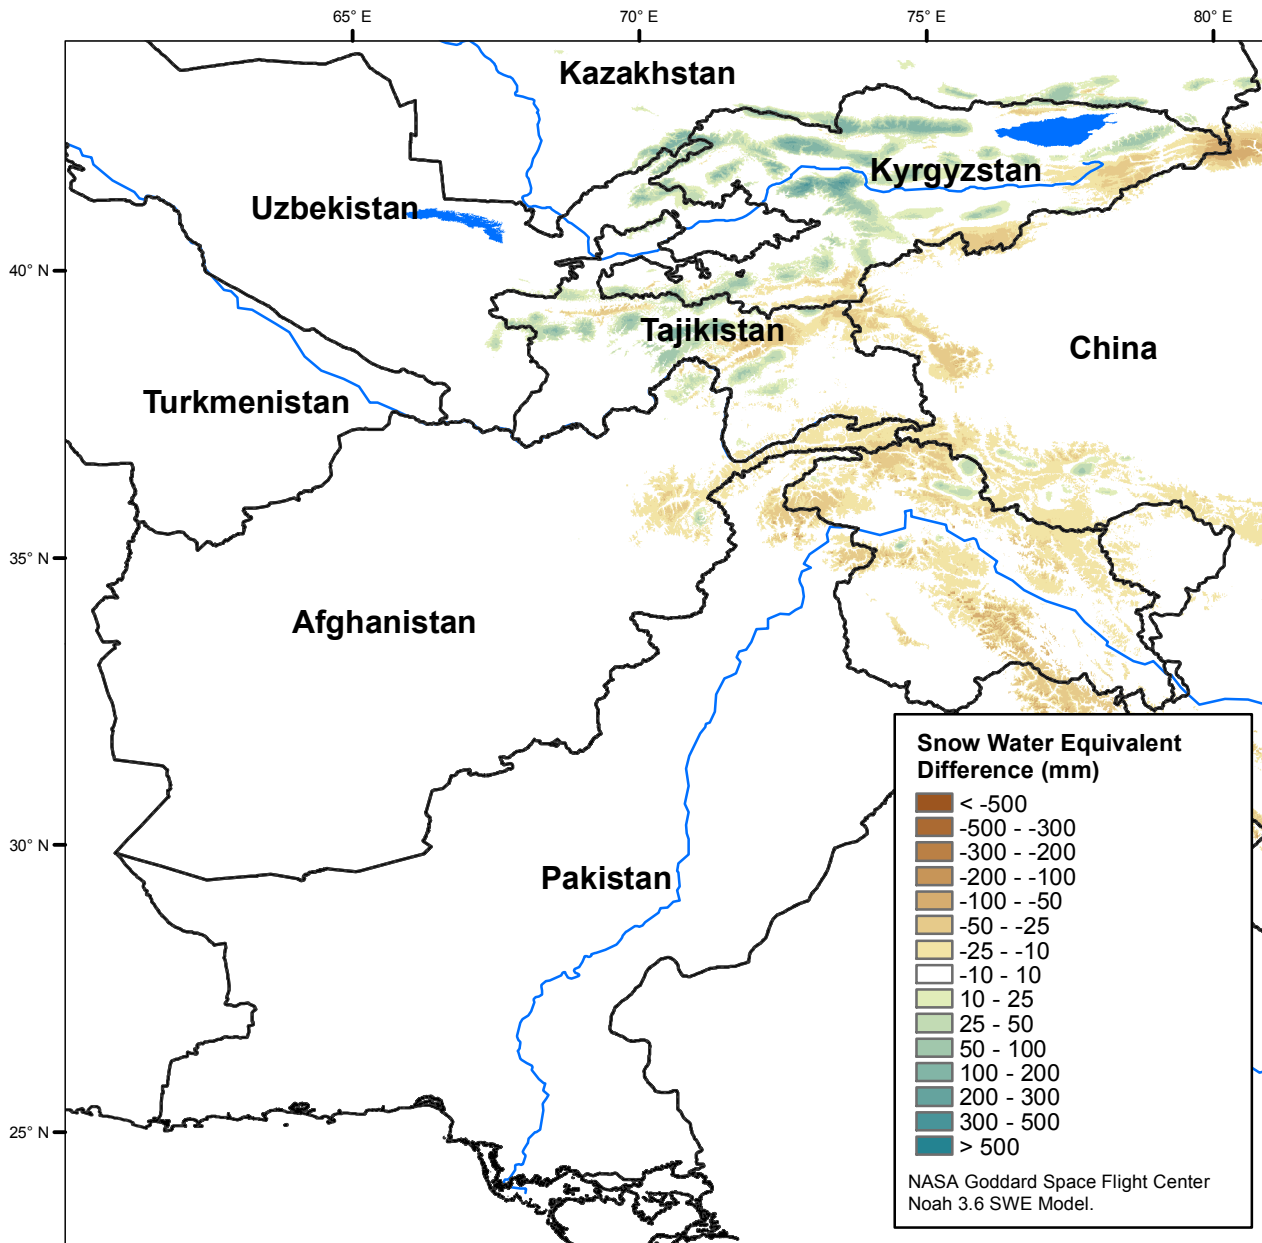 65° E
70° E
75° E
80° E
Kazakhstan
Kyrgyzstan
Uzbekistan
40° N
Tajikistan
China
Turkmenistan
35° N
Afghanistan
30° N
Pakistan
25° N
Snow Water Equivalent
Difference (mm)
< -500
-500 - -300
-300 - -200
-200 - -100
-100 - -50
-50 - -25
-25 - -10
-10 - 10
10 - 25
25 - 50
50 - 100
100 - 200
200 - 300
300 - 500
> 500
NASA Goddard Space Flight Center
Noah 3.6 SWE Model.